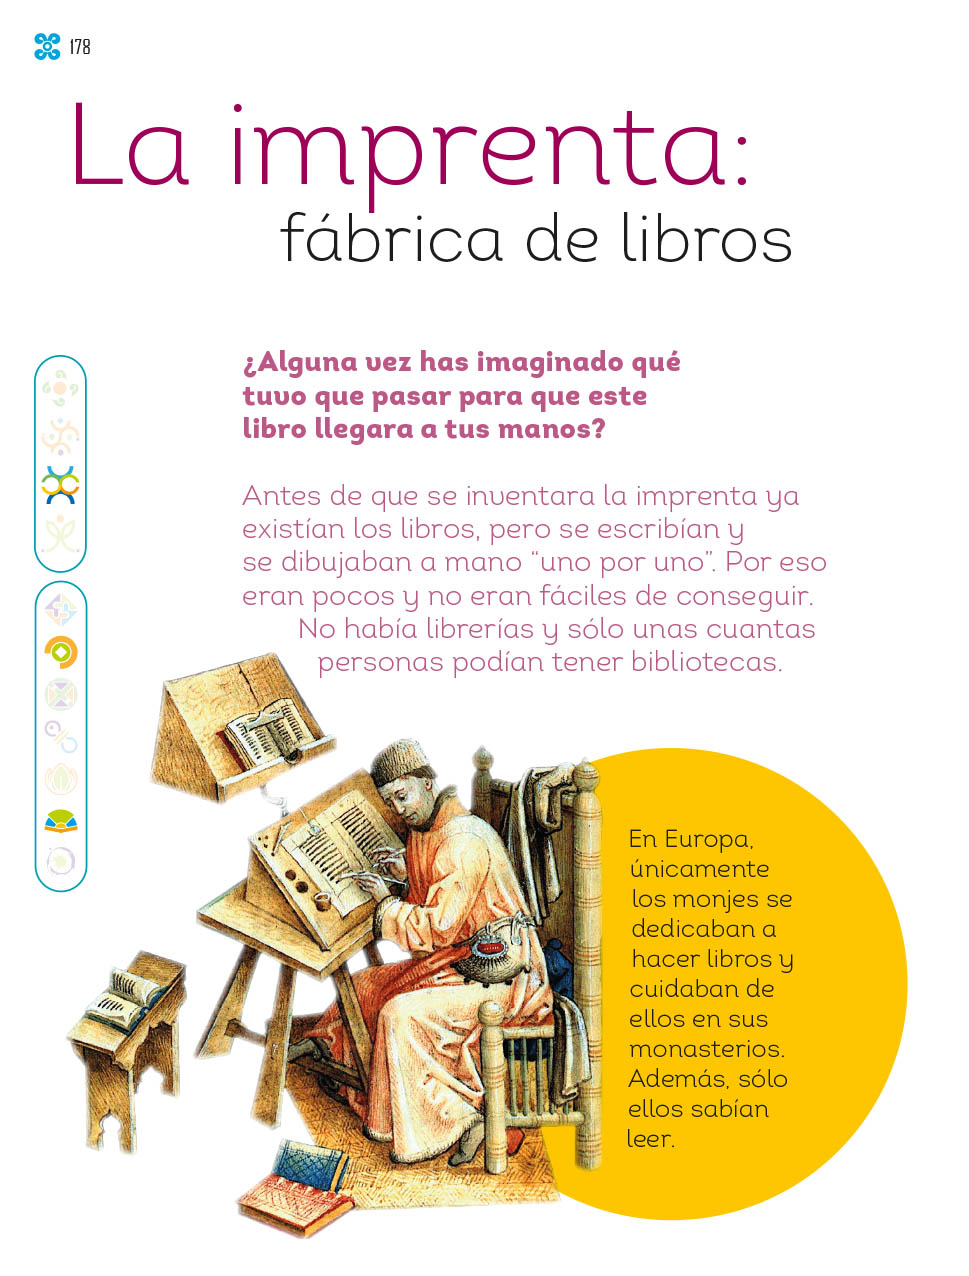 178
La imprenta:
fábrica de libros
¿Alguna vez has imaginado qué
tuvo que pasar para que este
libro llegara a tus manos?
Antes de que se inventara la imprenta ya
existían los libros, pero se escribían y
se dibujaban a mano “uno por uno”. Por eso
eran pocos y no eran fáciles de conseguir.
No había librerías y sólo unas cuantas
personas podían tener bibliotecas.
En Europa,
únicamente
los monjes se
dedicaban a
hacer libros y
cuidaban de
ellos en sus
monasterios.
Además, sólo
ellos sabían
leer.